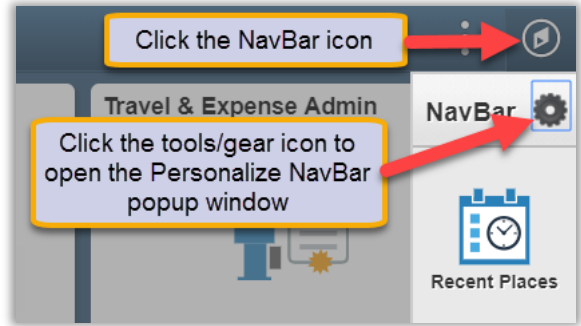 Click the NavBar icon
Travel & Expense Admin
NavBar
Click the tools/gear icon to
open the Personalize NavBar
popup window
Recent Places